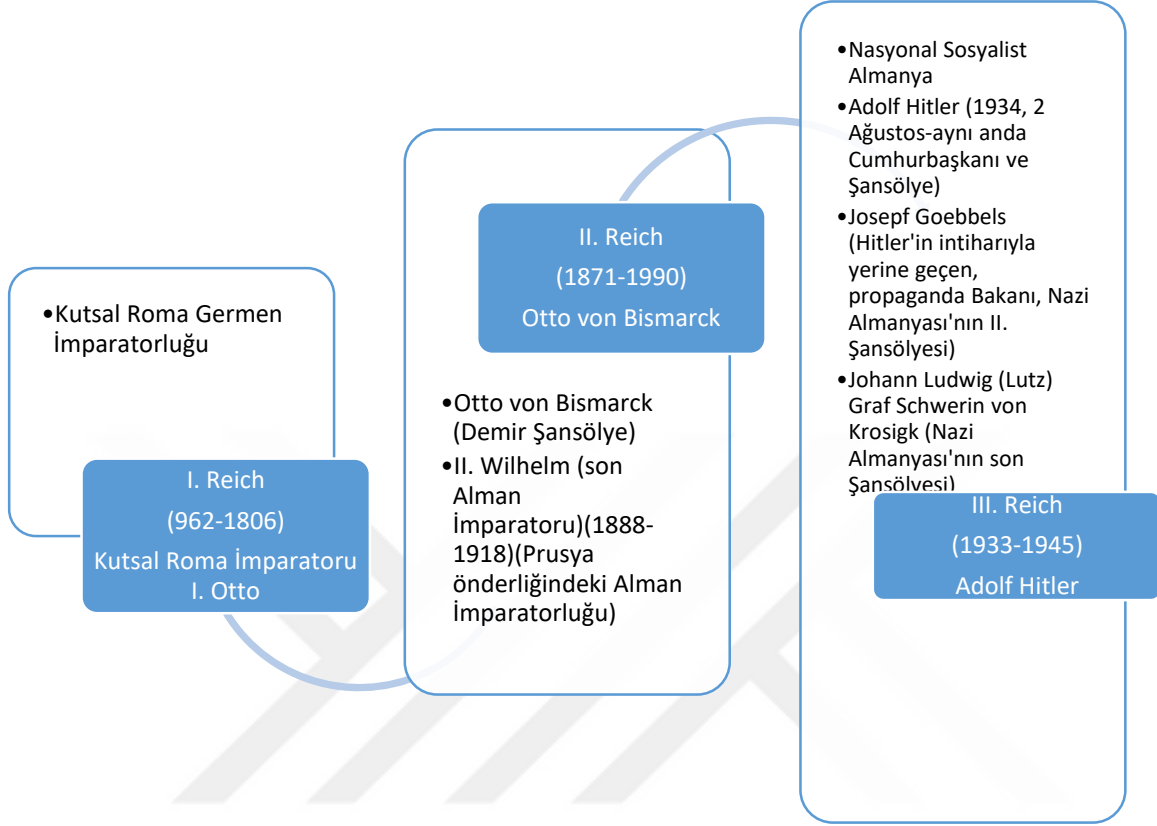 •Kutsal Roma Germen
İmparatorluğu
I. Reich
(962-1806)
Kutsal Roma İmparatoru
I. Otto
II. Reich
(1871-1990)
Otto von Bismarck
•Otto von Bismarck
(Demir Şansölye)
•II. Wilhelm (son
Alman
İmparatoru)(1888-
1918)(Prusya
önderliğindeki Alman
İmparatorluğu)
•Nasyonal Sosyalist
Almanya
•Adolf Hitler (1934, 2
Ağustos-aynı anda
Cumhurbaşkanı ve
Şansölye)
•Josepf Goebbels
(Hitler'in intiharıyla
yerine geçen,
propaganda Bakanı, Nazi
Almanyası'nın II.
Şansölyesi)
•Johann Ludwig (Lutz)
Graf Schwerin von
Krosigk (Nazi
Almanyası'nın son
Şansölyesi)
III. Reich
(1933-1945)
Adolf Hitler